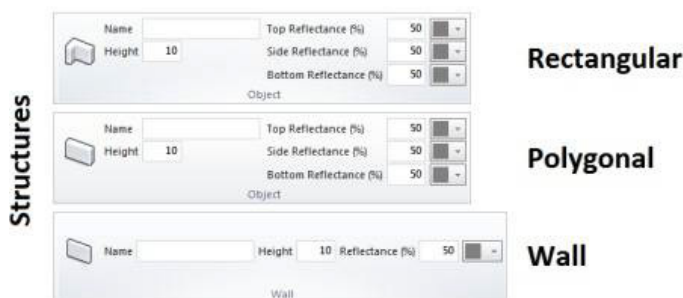 Structures
Name Top Reflectance (%) 50
Height 10 Side Reflectance (%) 50
Bottom Reflectance (%) 50
Object
Rectangular
Name Top Reflectance (%) 50
Height 10 Side Reflectance (%) 50
Bottom Reflectance (%) 50
Object
Polygonal
Name Height 10 Reflectance (%) 50
Wall
Wall